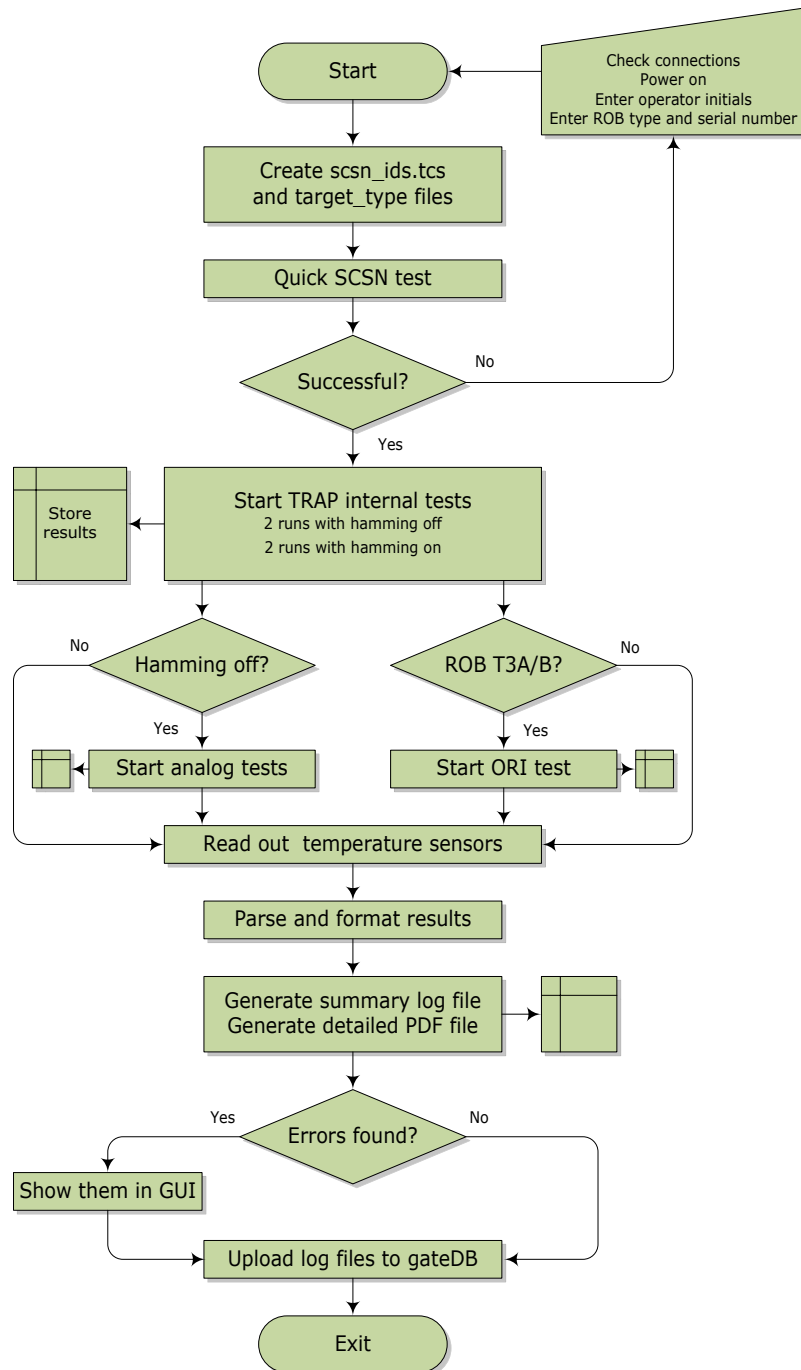 Start
Check connections
Power on
Enter operator initials
Enter ROB type and serial number
Create scsn_ids.tcs
and target_type files
Quick SCSN test
Successful?
No
Yes
Store
results
Start TRAP internal tests
2 runs with hamming off
2 runs with hamming on
No
Hamming off?
ROB T3A/B?
No
Yes
Yes
Start analog tests
Start ORI test
Read out  temperature sensors
Parse and format results
Generate summary log file
Generate detailed PDF file
Yes
Errors found?
No
Show them in GUI
Upload log files to gateDB
Exit